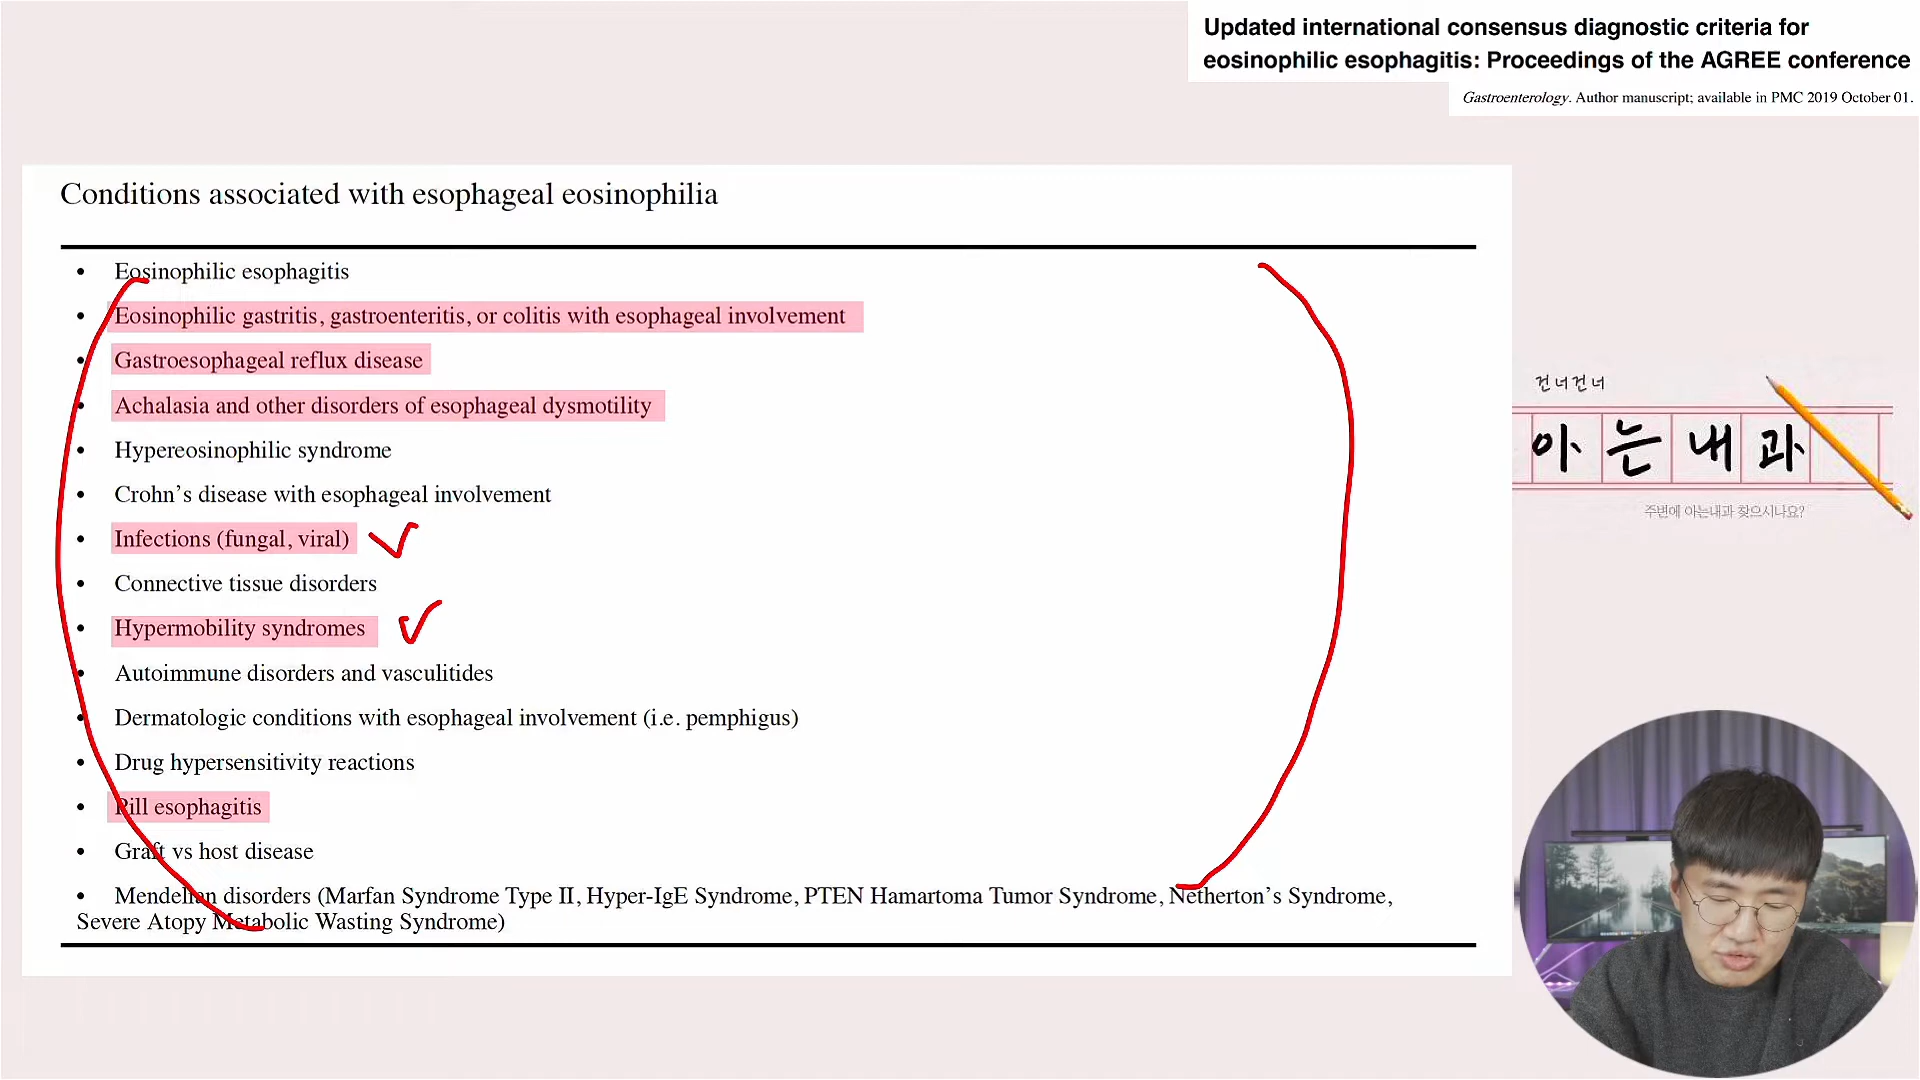 Updated international consensus diagnostic criteria for
eosinophilic esophagitis: Proceedings of the AGREE conference
Gastroenterology. Author manuscript; available in PMC 2019 October 01.
Conditions associated with esophageal eosinophilia
• Eosinophilic esophagitis
• Eosinophilic gastritis, gastroenteritis, or colitis with esophageal involvement
• Gastroesophageal reflux disease
• Achalasia and other disorders of esophageal dysmotility
• Hypereosinophilic syndrome
• Crohn's disease with esophageal involvement
• Infections (fungal, viral)
• Connective tissue disorders
• Hypermobility syndromes
• Autoimmune disorders and vasculitides
• Dermatologic conditions with esophageal involvement (i.e. pemphigus)
• Drug hypersensitivity reactions
• Pill esophagitis
• Graft vs host disease
• Mendelian disorders (Marfan Syndrome Type II, Hyper-IgE Syndrome, PTEN Hamartoma Tumor Syndrome, Netherton's Syndrome,
Severe Atopy Metabolic Wasting Syndrome)
건너건너
아는내과
주변에 아는내과 찾으시나요?